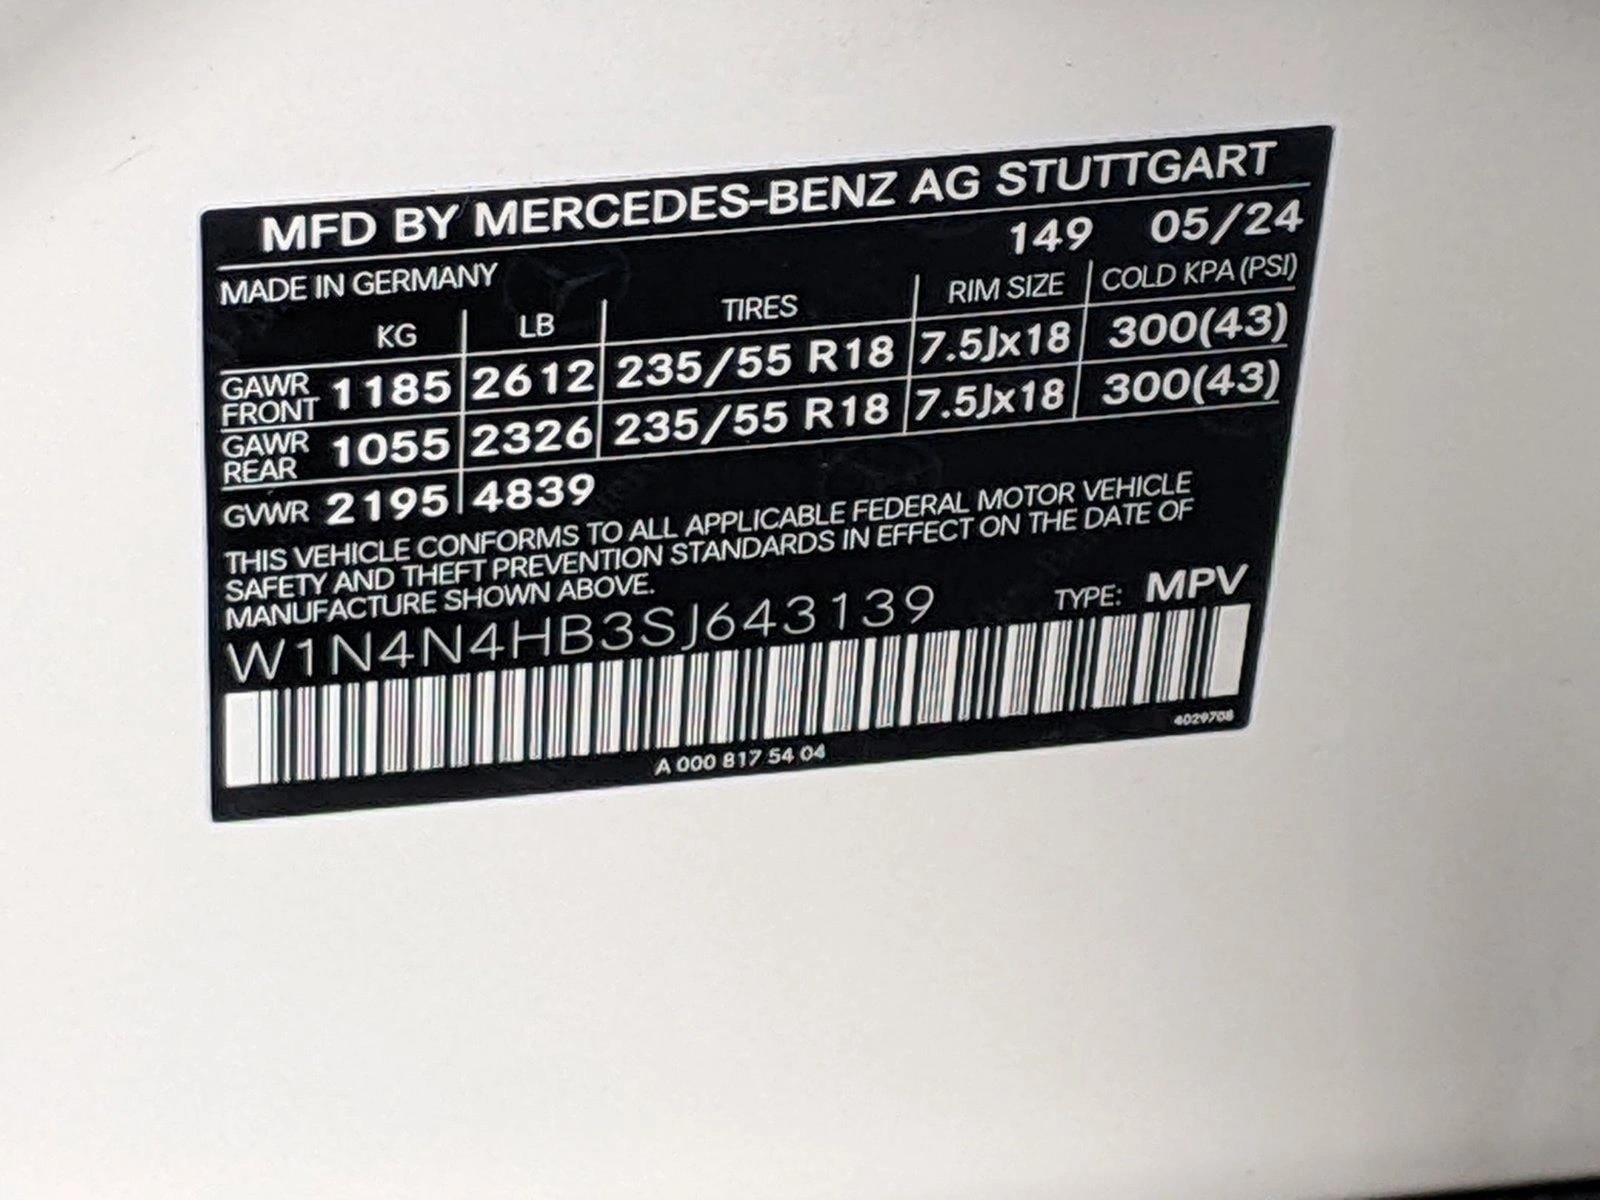 MFD BY MERCEDES-BENZ AG STUTTGART
MADE IN GERMANY 149 05/24
KG LB TIRES RIM SIZE COLD KPA (PSI)
GAWR FRONT 1185 2612 235/55 R18 7.5Jx18 300(43)
GAWR REAR 1055 2326 235/55 R18 7.5Jx18 300(43)
GVWR 2195 4839
THIS VEHICLE CONFORMS TO ALL APPLICABLE FEDERAL MOTOR VEHICLE
SAFETY AND THEFT PREVENTION STANDARDS IN EFFECT ON THE DATE OF
MANUFACTURE SHOWN ABOVE.
W1N4N4HB3SJ643139 TYPE: MPV
A 000 817 54 04 4029708